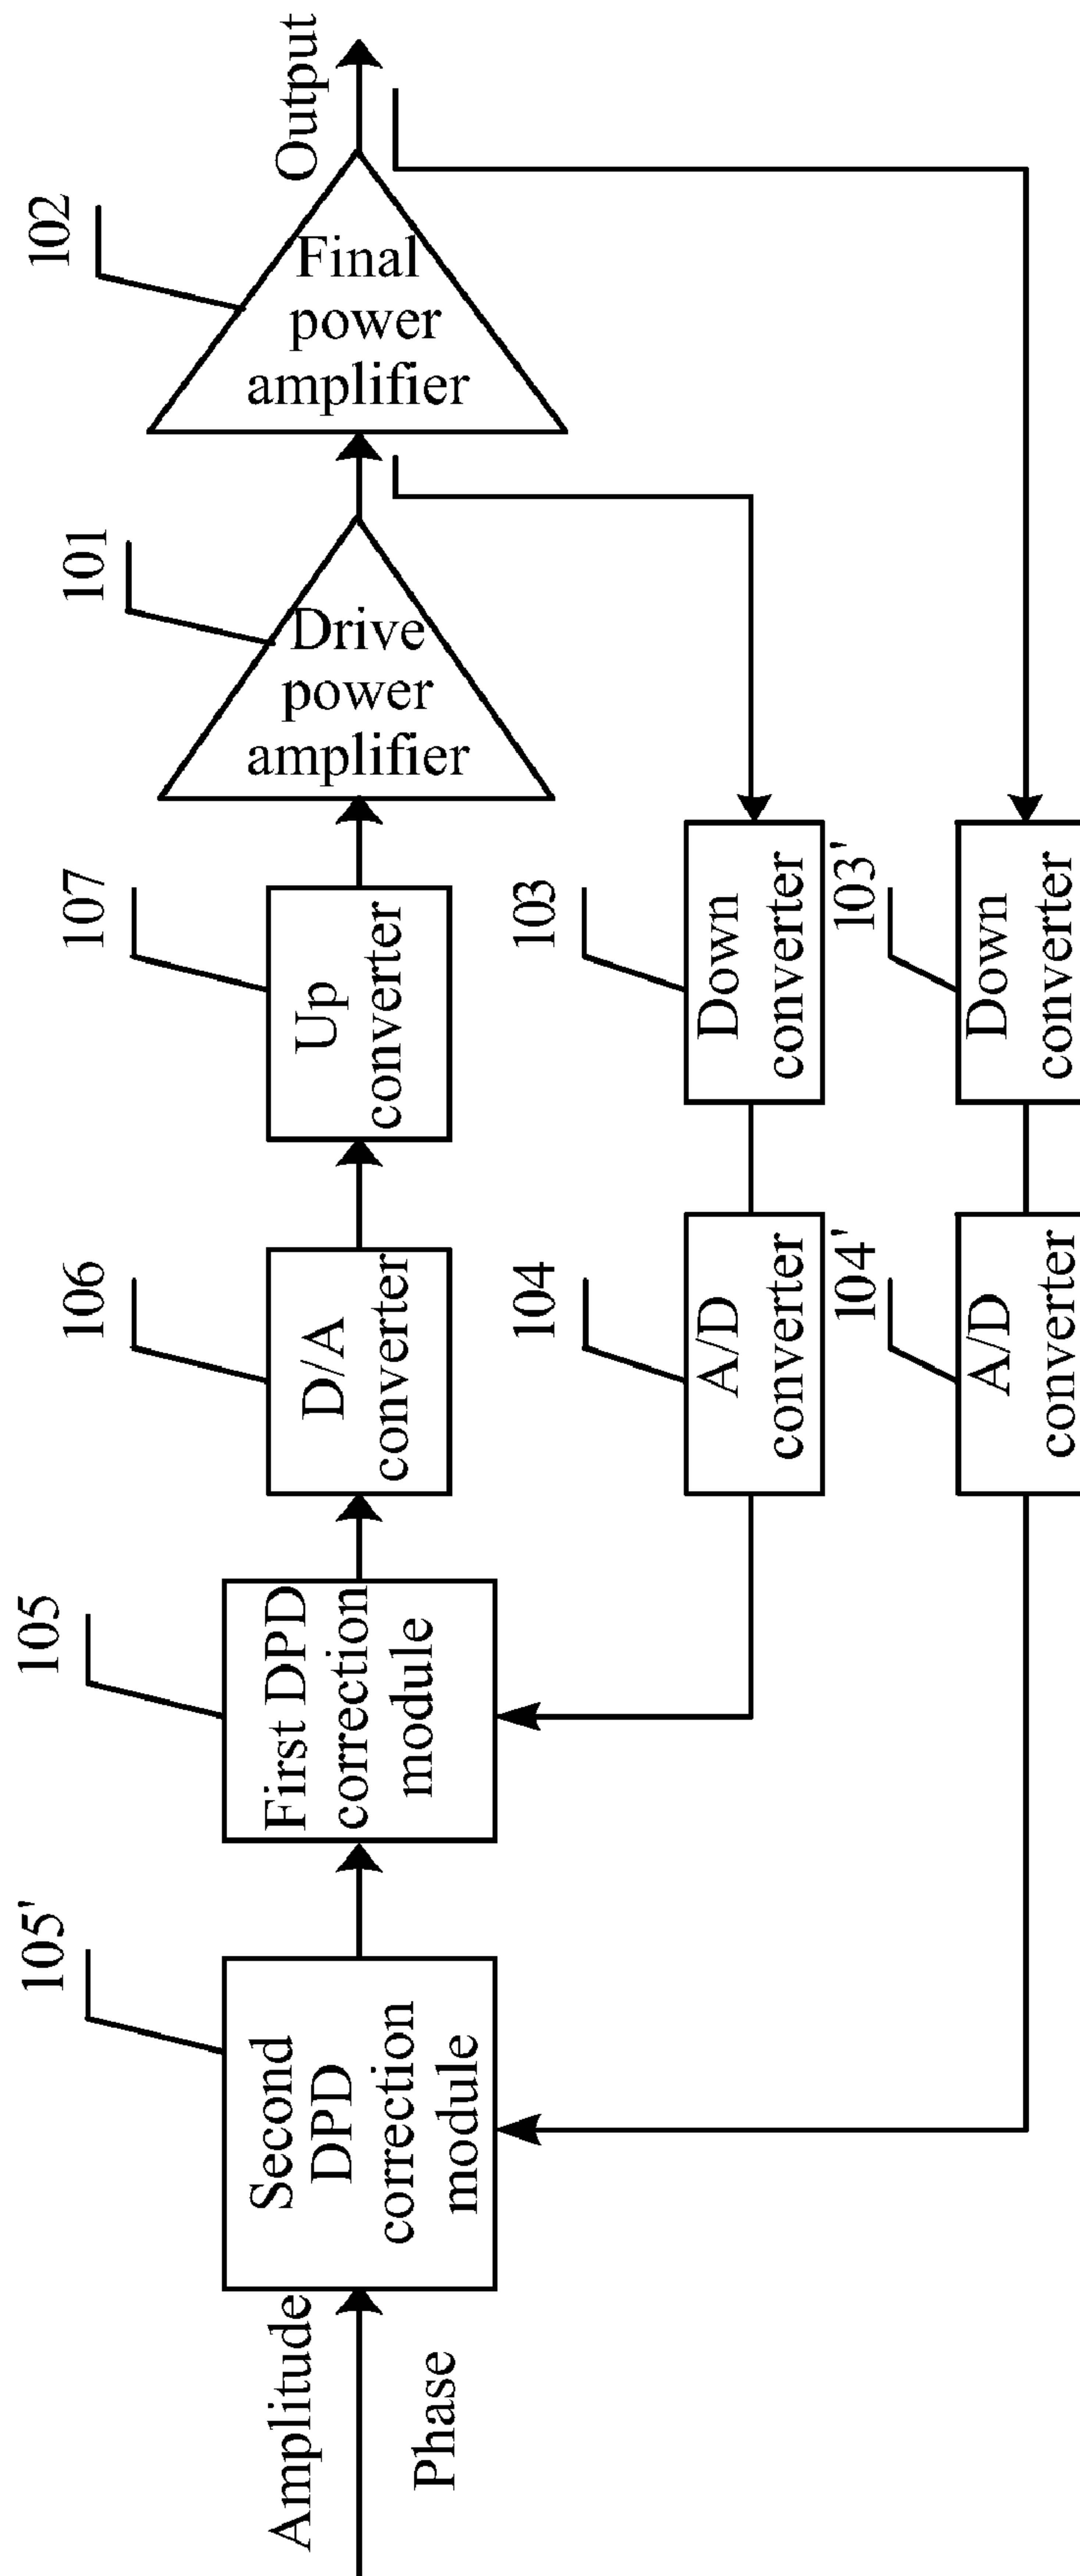 Amplitude
Phase
105'
Second
DPD
correction
module
105
First DPD
correction
module
106
D/A
converter
107
Up
converter
101
Drive
power
amplifier
102
Final
power
amplifier
Output
104
A/D
converter
103
Down
converter
104'
A/D
converter
103'
Down
converter